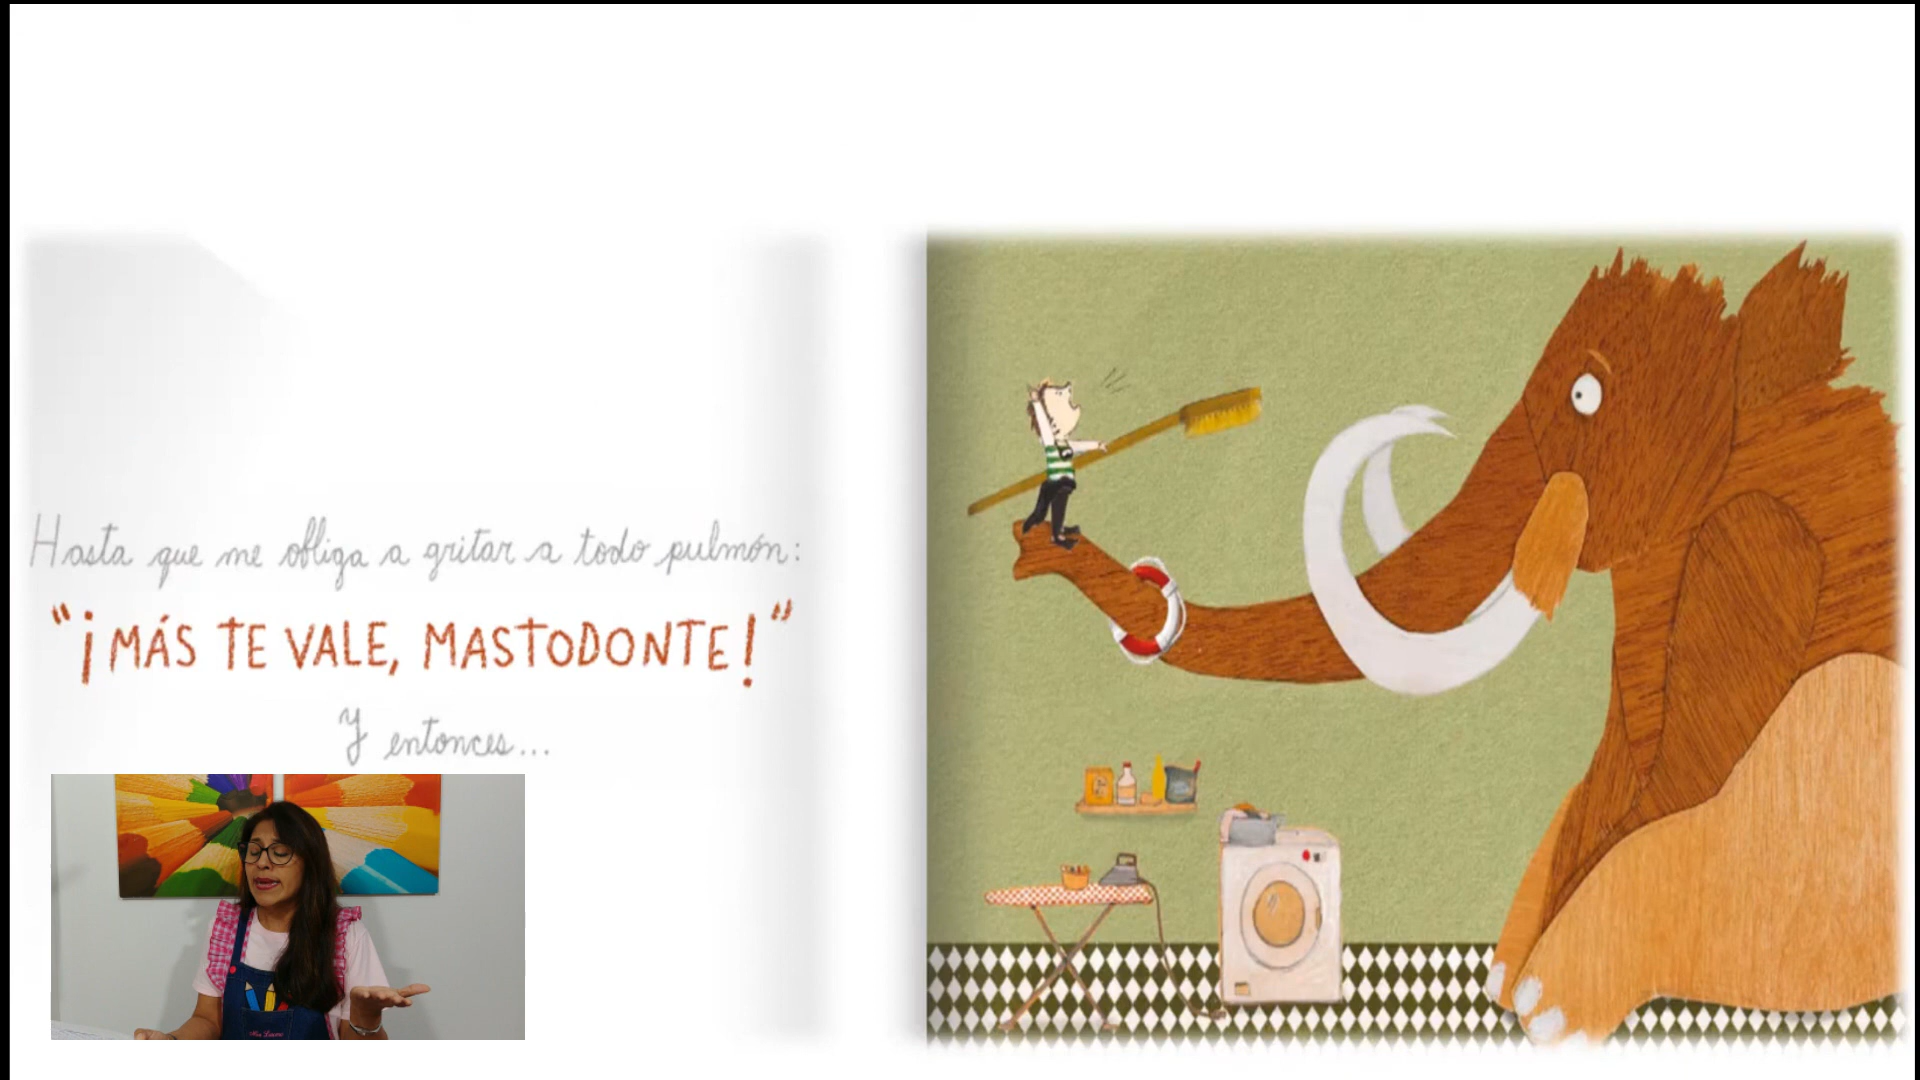 Hasta que me obliga a gritar a todo pulmón:
“¡MÁS TE VALE, MASTODONTE!”
Y entonces...